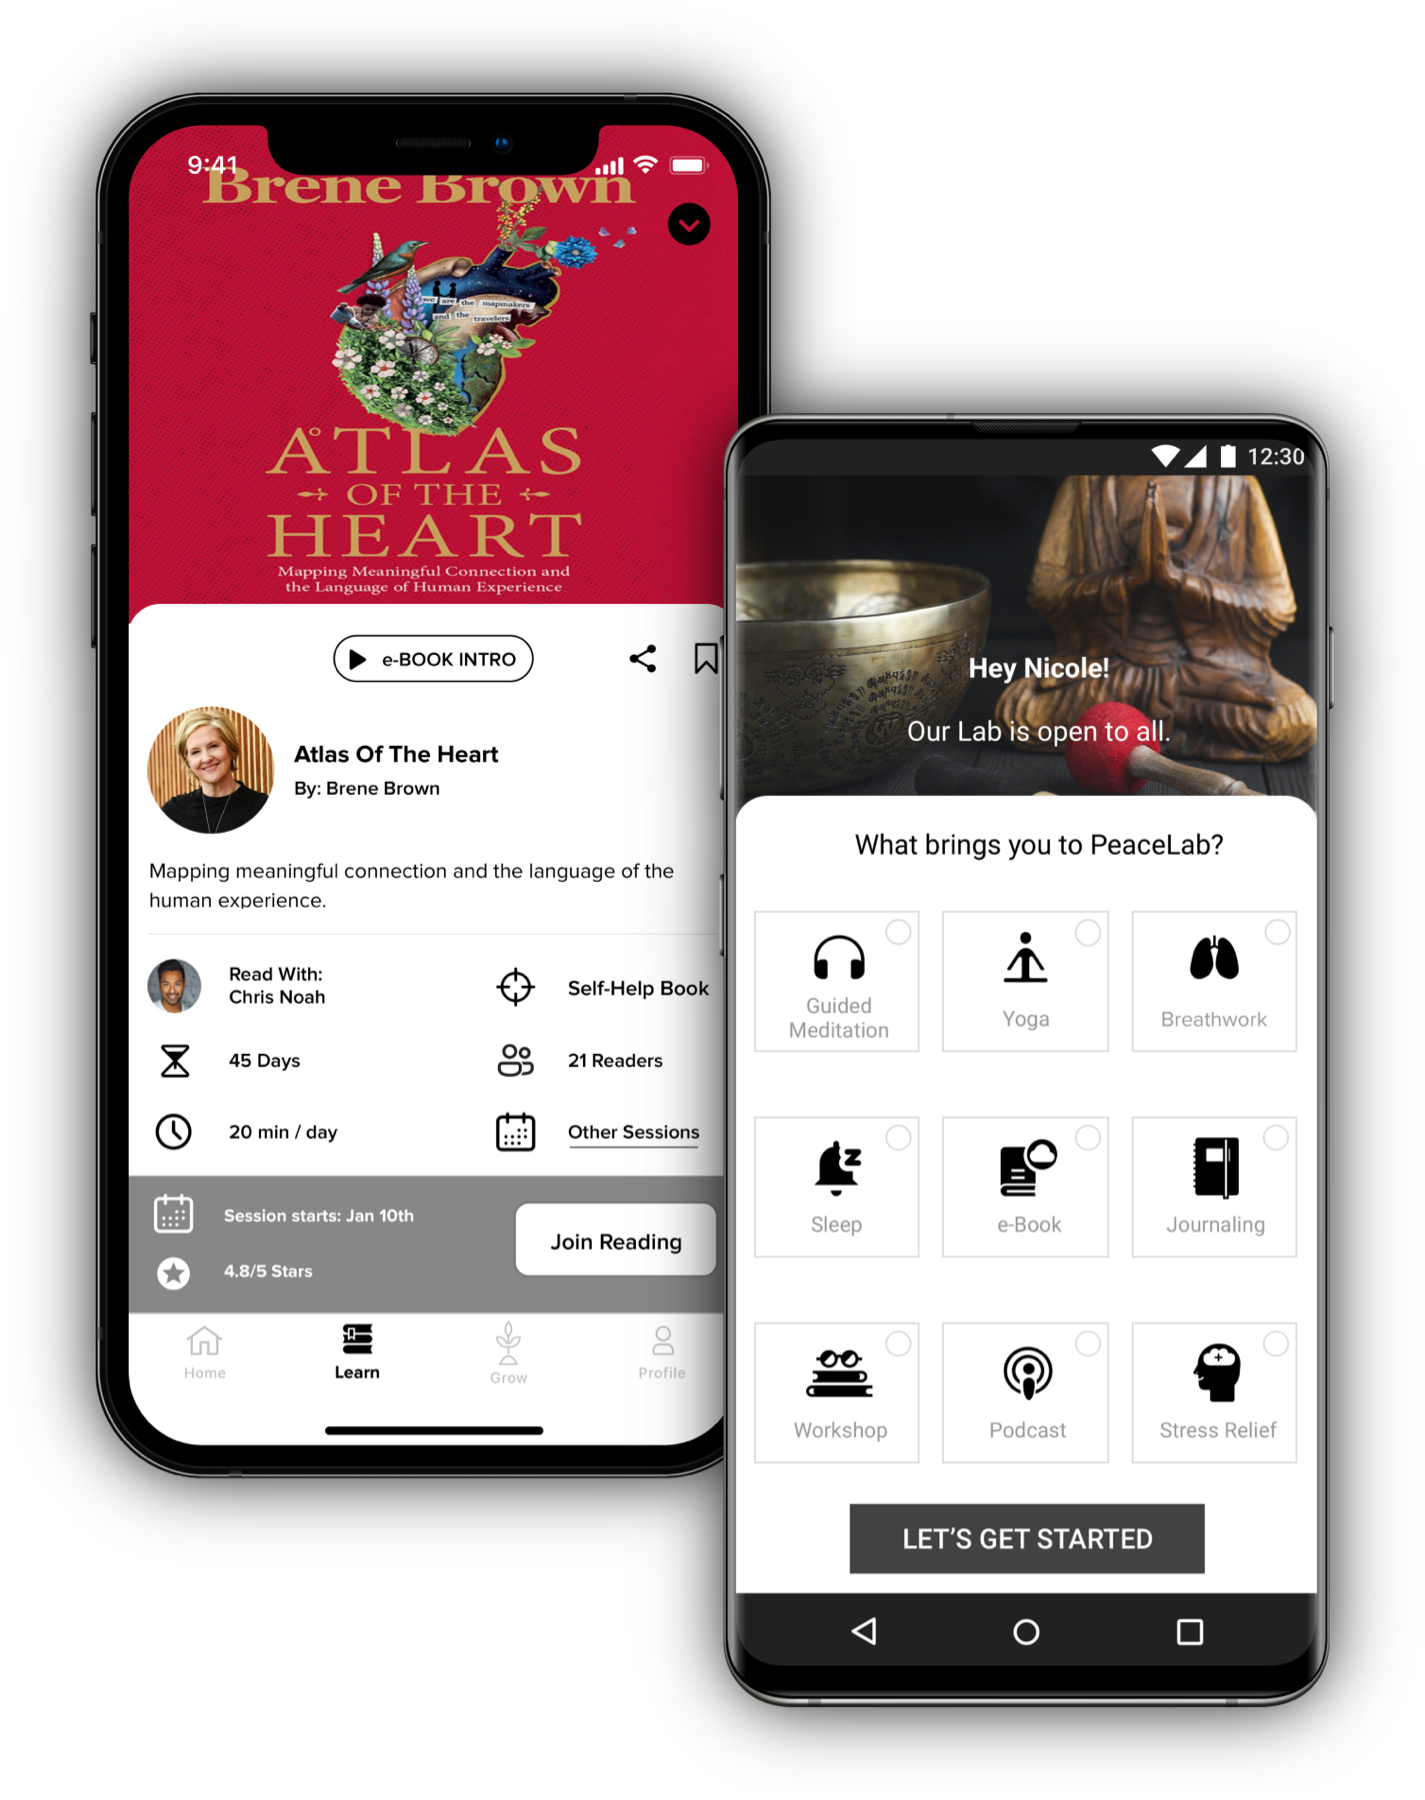 9:41
Brene Brown
we are the mapmakers
and the travelers
ATLAS
OF THE
HEART
Mapping Meaningful Connection and
the Language of Human Experience
e-BOOK INTRO
Atlas Of The Heart
By: Brene Brown
Mapping meaningful connection and the language of the
human experience.
Read With:
Chris Noah
Self-Help Book
45 Days
21 Readers
20 min / day
Other Sessions
Session starts: Jan 10th
Join Reading
4.8/5 Stars
Home
Learn
Grow
Profile
12:30
Hey Nicole!
Our Lab is open to all.
What brings you to PeaceLab?
Guided
Meditation
Yoga
Breathwork
Sleep
e-Book
Journaling
Workshop
Podcast
Stress Relief
LET’S GET STARTED